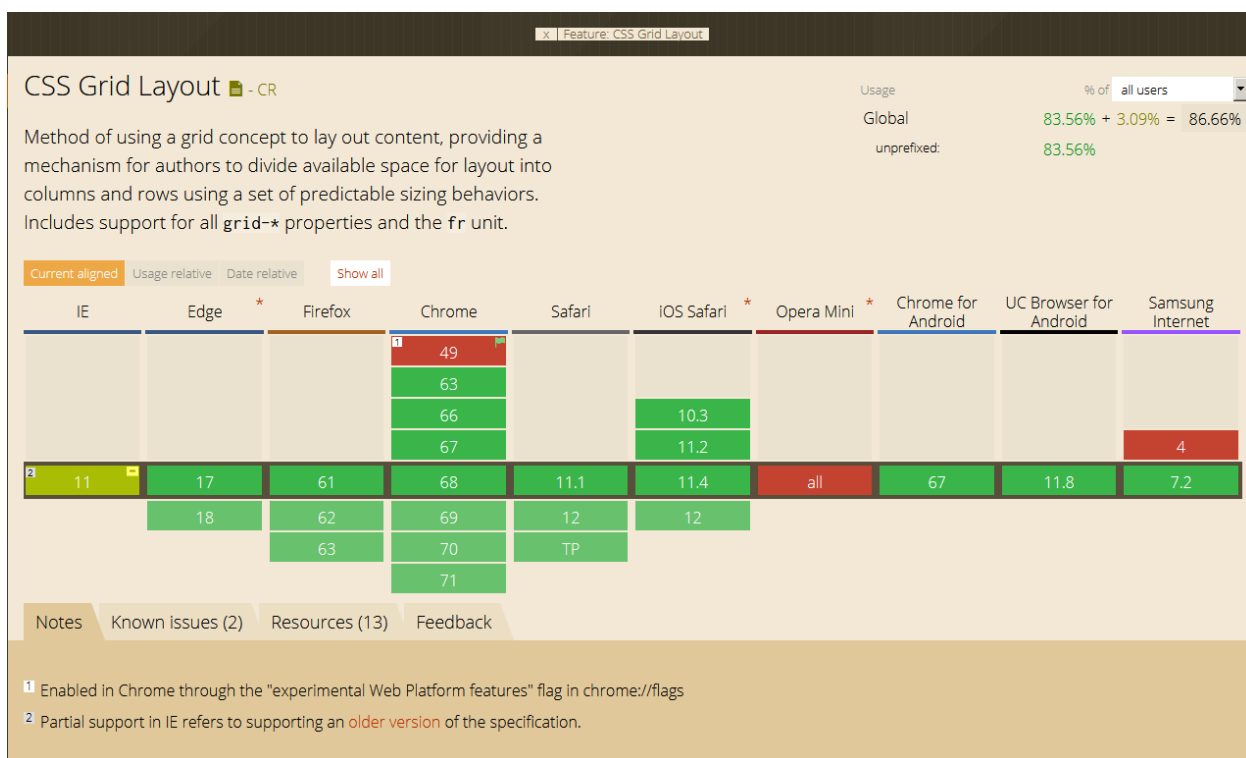 x Feature: CSS Grid Layout
CSS Grid Layout - CR
Usage % of all users
Global 83.56% + 3.09% = 86.66%
unprefixed: 83.56%
Method of using a grid concept to lay out content, providing a
mechanism for authors to divide available space for layout into
columns and rows using a set of predictable sizing behaviors.
Includes support for all grid-* properties and the fr unit.
Current aligned Usage relative Date relative Show all
IE Edge * Firefox Chrome Safari iOS Safari * Opera Mini * Chrome for Android UC Browser for Android Samsung Internet
1 49
63
66 10.3
67 11.2 4
2 11 - 17 61 68 11.1 11.4 all 67 11.8 7.2
18 62 69 12 12
63 70 TP
71
Notes Known issues (2) Resources (13) Feedback
1 Enabled in Chrome through the "experimental Web Platform features" flag in chrome://flags
2 Partial support in IE refers to supporting an older version of the specification.